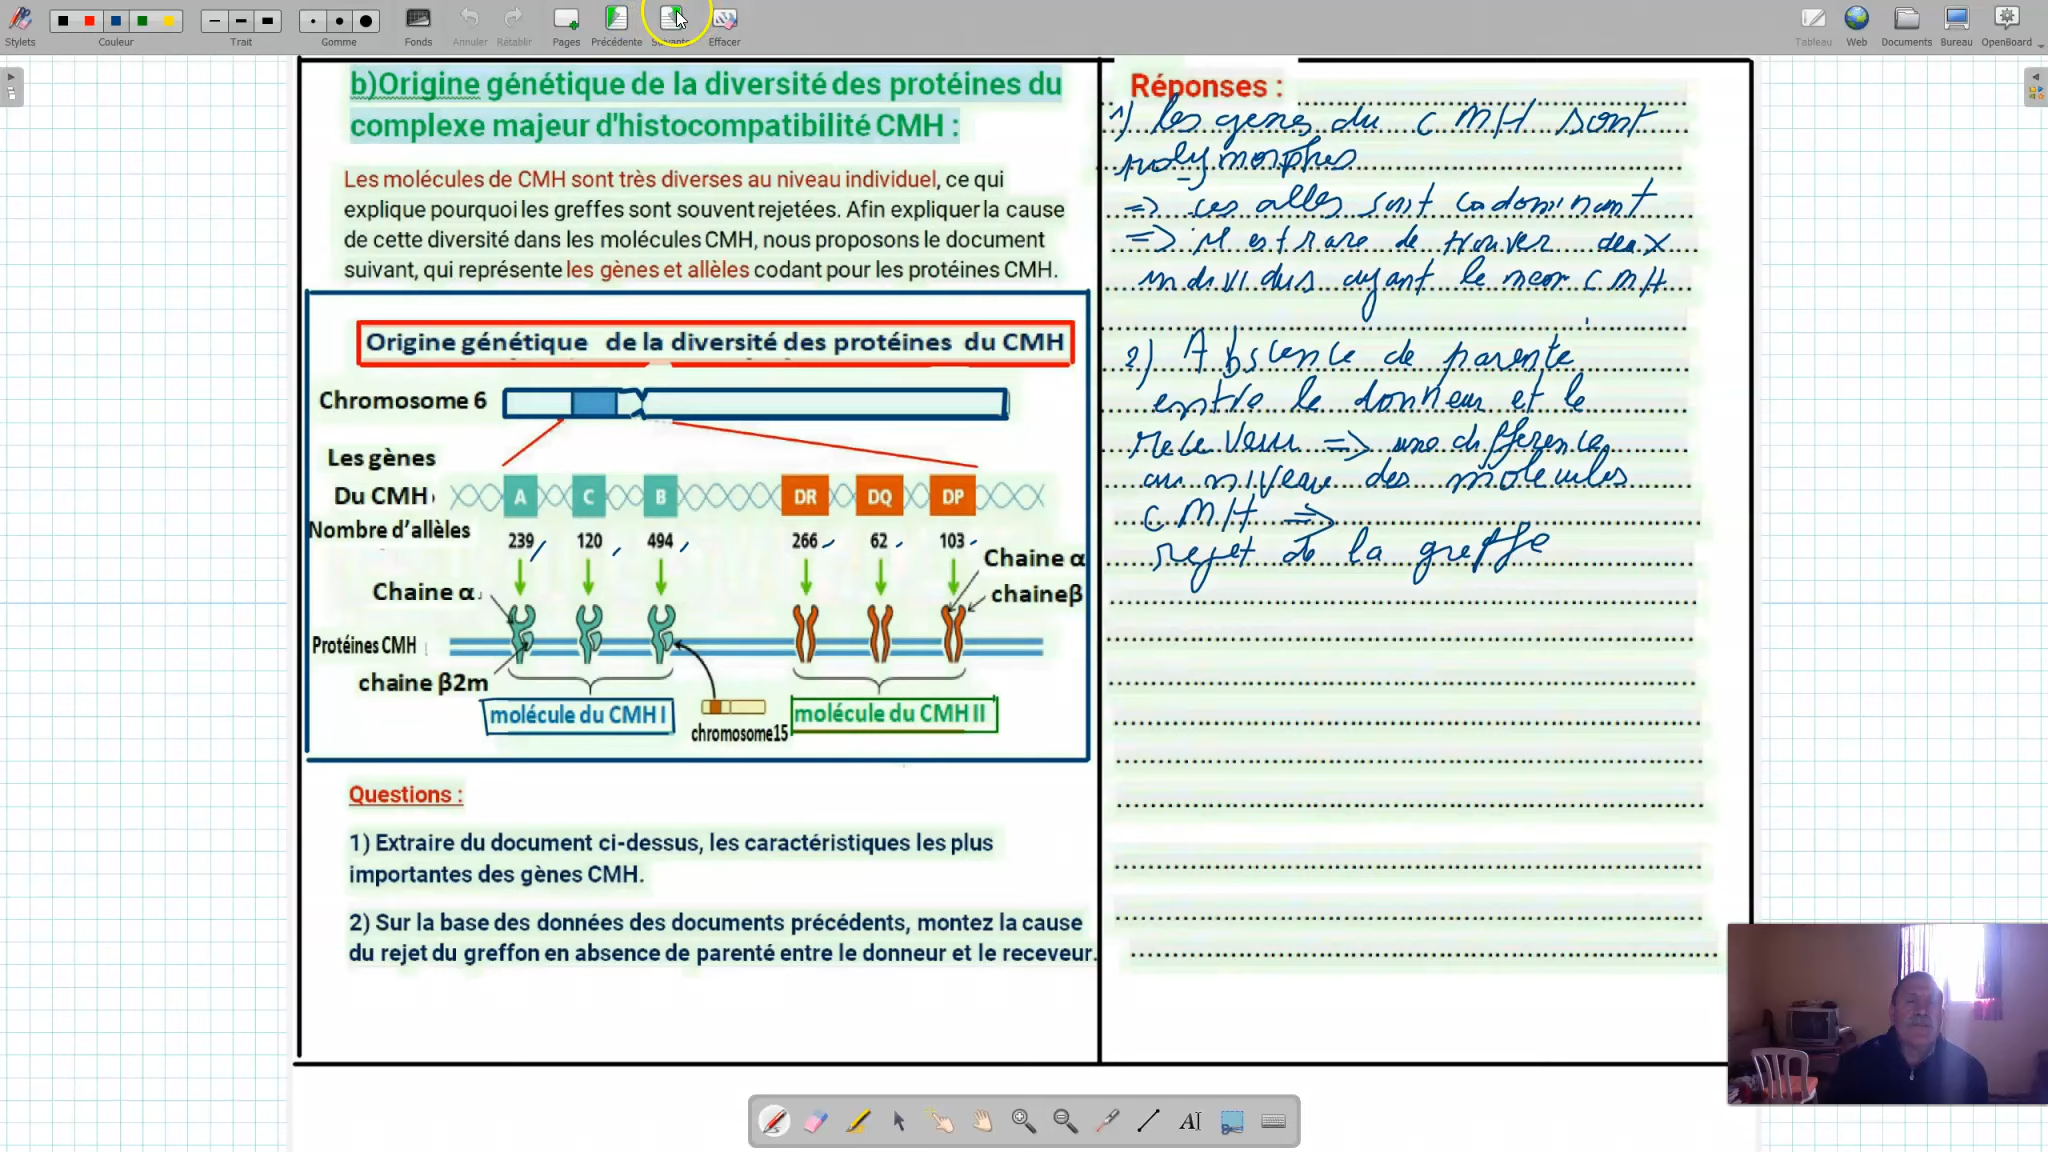 Stylets
Couleur
Trait
Gomme
Fonds
Annuler
Rétablir
Pages
Précédente
Suivante
Effacer
Tableau
Web
Documents
Bureau
OpenBoard
b)Origine génétique de la diversité des protéines du
complexe majeur d'histocompatibilité CMH :
Les molécules de CMH sont très diverses au niveau individuel, ce qui
explique pourquoi les greffes sont souvent rejetées. Afin expliquer la cause
de cette diversité dans les molécules CMH, nous proposons le document
suivant, qui représente les gènes et allèles codant pour les protéines CMH.
Origine génétique de la diversité des protéines du CMH
Chromosome 6
Les gènes
Du CMH
A C B DR DQ DP
Nombre d'allèles
239 120 494 266 62 103
Chaine α
chaineβ
Chaine α
Protéines CMH
chaine β2m
molécule du CMH I
molécule du CMH II
chromosome15
Questions :
1) Extraire du document ci-dessus, les caractéristiques les plus
importantes des gènes CMH.
2) Sur la base des données des documents précédents, montez la cause
du rejet du greffon en absence de parenté entre le donneur et le receveur.
Réponses :
1) les genes du CMH sont
polymorphes
=> ces alles sont codominant
=> il est rare de trouver deux
individus ayant le mem CMH
2) Abscence de parente
entre le donneur et le
receveur => une difference
au niveau des molecules
CMH =>
rejet de la greffe
AI